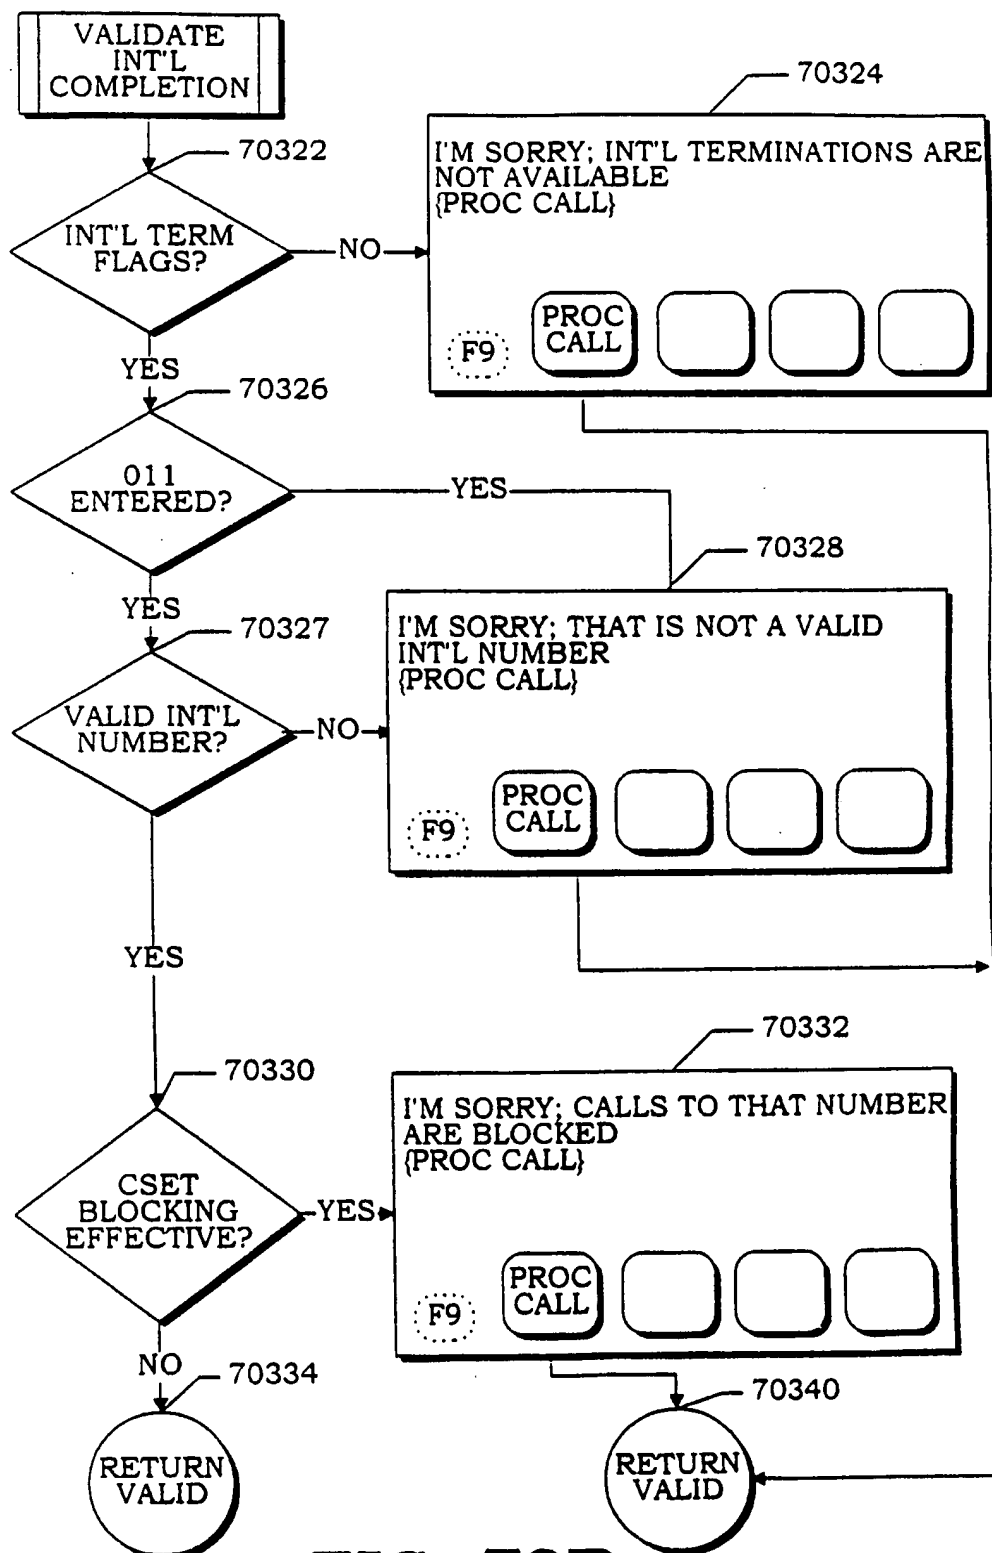 VALIDATE
INT'L
COMPLETION
70324
70322
I'M SORRY; INT'L TERMINATIONS ARE
NOT AVAILABLE
{PROC CALL}
INT'L TERM
FLAGS?
NO
PROC
CALL
F9
YES
70326
011
ENTERED?
YES
70328
YES
70327
I'M SORRY; THAT IS NOT A VALID
INT'L NUMBER
{PROC CALL}
VALID INT'L
NUMBER?
NO
PROC
CALL
F9
YES
70332
70330
I'M SORRY; CALLS TO THAT NUMBER
ARE BLOCKED
{PROC CALL}
CSET
BLOCKING
EFFECTIVE?
YES
PROC
CALL
F9
NO
70334
70340
RETURN
VALID
RETURN
VALID